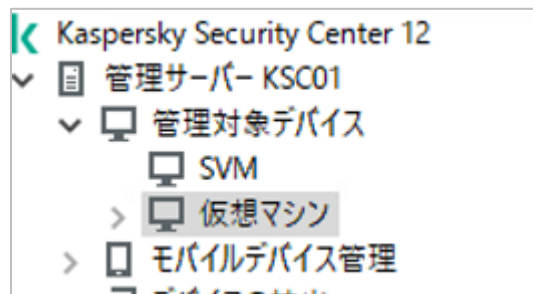 Kaspersky Security Center 12
管理サーバー KSC01
管理対象デバイス
SVM
仮想マシン
モバイルデバイス管理